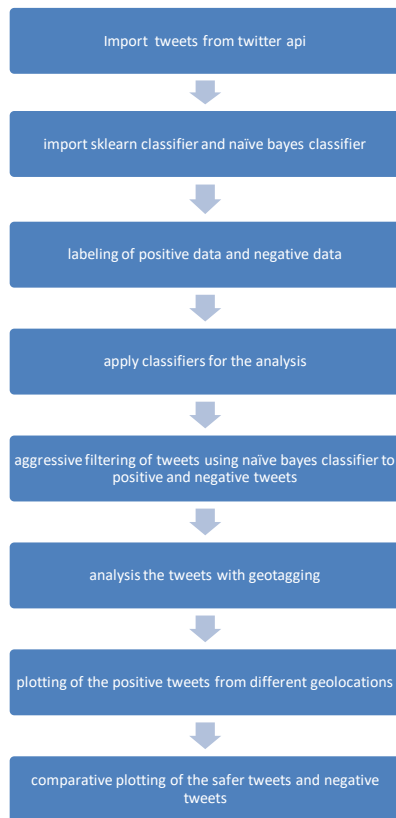 Import tweets from twitter api
import sklearn classifier and naïve bayes classifier
labeling of positive data and negative data
apply classifiers for the analysis
aggressive filtering of tweets using naïve bayes classifier to
positive and negative tweets
analysis the tweets with geotagging
plotting of the positive tweets from different geolocations
comparative plotting of the safer tweets and negative
tweets